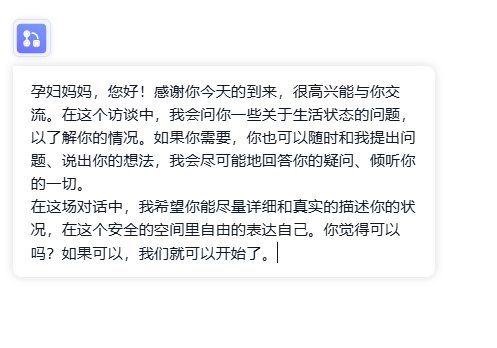 孕妇妈妈，您好！感谢你今天的到来，很高兴能与你交
流。在这个访谈中，我会问你一些关于生活状态的问题，
以了解你的情况。如果你需要，你也可以随时和我提出问
题、说出你的想法，我会尽可能地回答你的疑问、倾听你
的一切。
在这场对话中，我希望你能尽量详细和真实的描述你的状
况，在这个安全的空间里自由的表达自己。你觉得可以
吗？如果可以，我们就可以开始了。